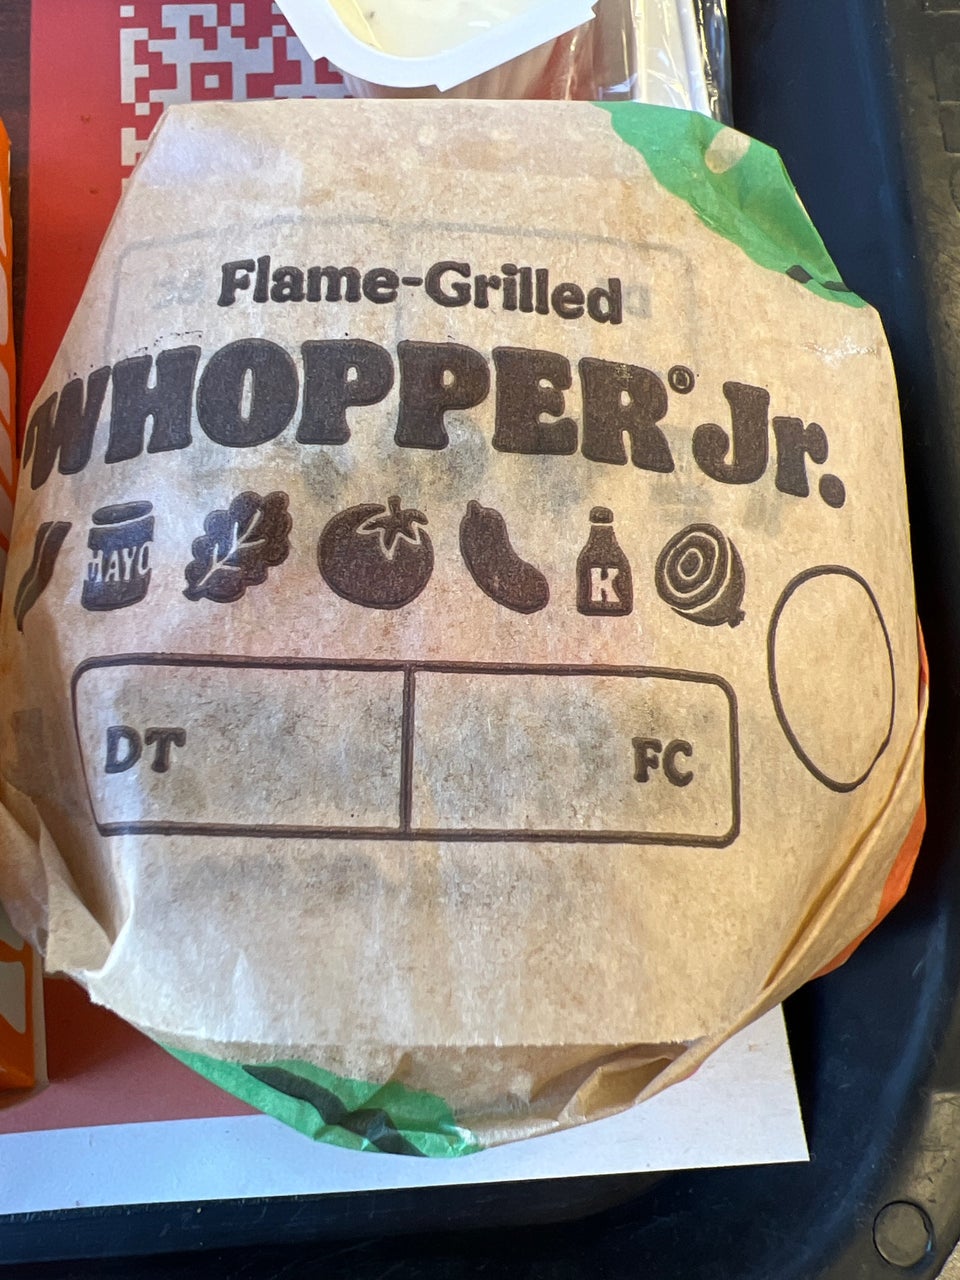 Flame-Grilled
WHOPPER® Jr.
MAYO
K
DT FC